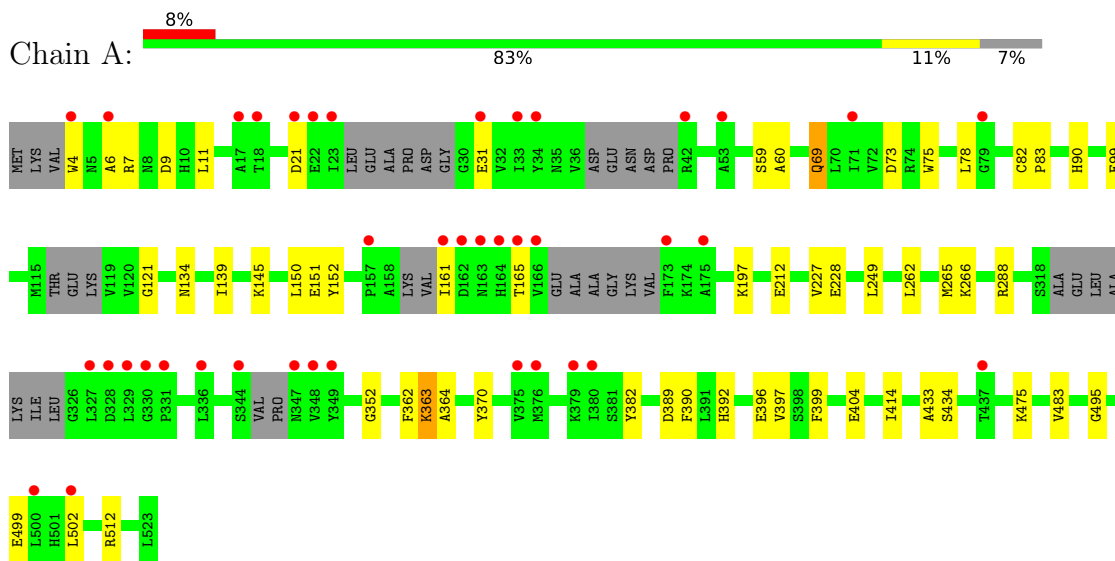 8%
Chain A:
83% 11% 7%
MET LYS VAL W4 N5 A6 R7 N8 D9 H10 L11 A17 T18 D21 E22 I23 LEU GLU ALA PRO ASP GLY G30 E31 V32 I33 Y34 N35 V36 ASP GLU ASN ASP PRO R42 A53 S59 A60 Q69 L70 I71 V72 D73 R74 W75 L78 G79 C82 P83 H90 E99
M115 THR GLU LYS V119 V120 G121 N134 I139 K145 L150 E151 Y152 P157 A158 LYS VAL I161 D162 N163 H164 T165 V166 GLU ALA ALA GLY LYS VAL F173 K174 A175 K197 E212 V227 E228 L249 L262 M265 K266 R288 S318 ALA GLU LEU ALA
LYS ILE LEU G326 L327 D328 L329 G330 P331 L336 S344 VAL PRO N347 V348 Y349 G352 F362 K363 A364 Y370 V375 M376 K379 I380 S381 Y382 D389 F390 L391 H392 E396 V397 S398 F399 E404 I414 A433 S434 T437 K475 V483 G495
E499 L500 H501 L502 R512 L523